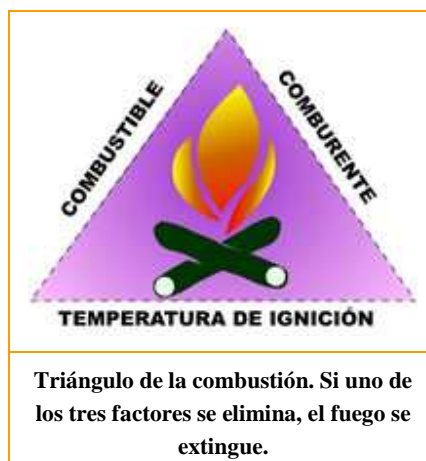 COMBUSTIBLE
COMBURENTE
TEMPERATURA DE IGNICIÓN
Triángulo de la combustión. Si uno de
los tres factores se elimina, el fuego se
extingue.